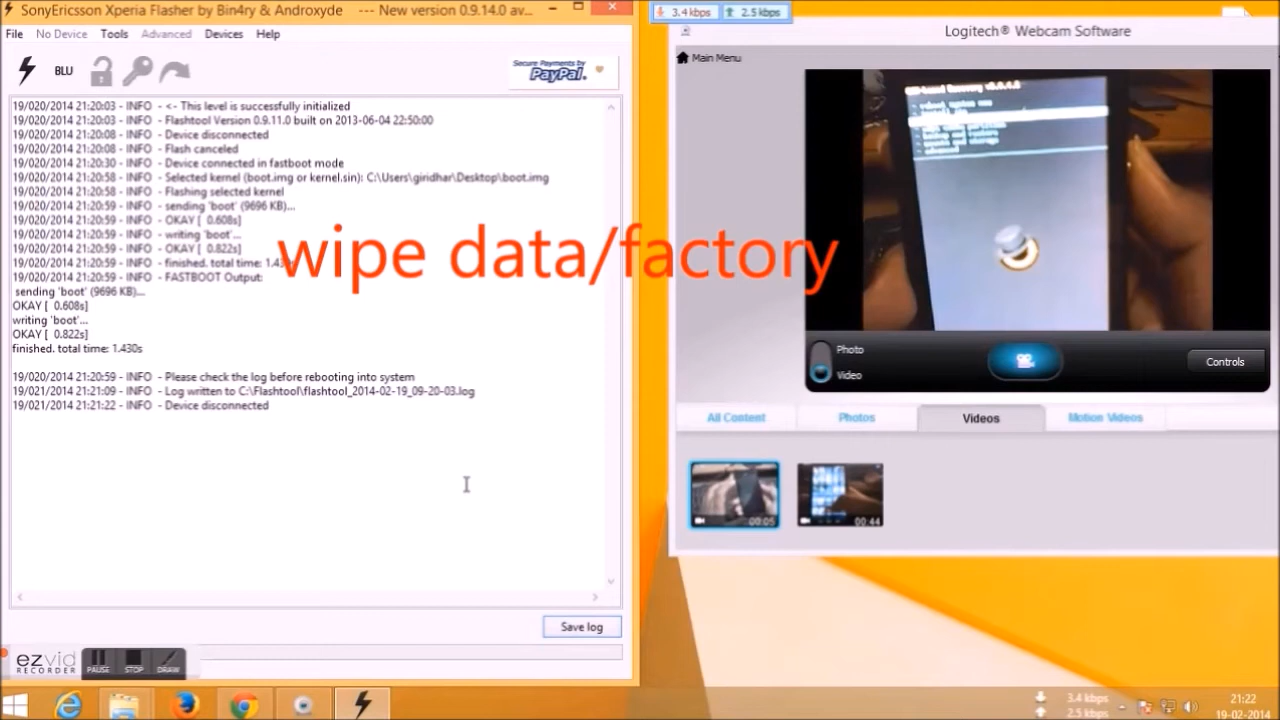 SonyEricsson Xperia Flasher by Bin4ry & Androxyde --- New version 0.9.14.0 av...
File No Device Tools Advanced Devices Help
BLU
Secure Payments by
PayPal.
19/020/2014 21:20:03 - INFO - <- This level is successfully initialized
19/020/2014 21:20:03 - INFO - Flashtool Version 0.9.11.0 built on 2013-06-04 22:50:00
19/020/2014 21:20:08 - INFO - Device disconnected
19/020/2014 21:20:08 - INFO - Flash canceled
19/020/2014 21:20:30 - INFO - Device connected in fastboot mode
19/020/2014 21:20:58 - INFO - Selected kernel (boot.img or kernel.sin): C:\Users\giridhar\Desktop\boot.img
19/020/2014 21:20:58 - INFO - Flashing selected kernel
19/020/2014 21:20:59 - INFO - sending 'boot' (9696 KB)...
19/020/2014 21:20:59 - INFO - OKAY [ 0.608s]
19/020/2014 21:20:59 - INFO - writing 'boot'...
19/020/2014 21:20:59 - INFO - OKAY [ 0.822s]
19/020/2014 21:20:59 - INFO - finished. total time: 1.430s
19/020/2014 21:20:59 - INFO - FASTBOOT Output:
sending 'boot' (9696 KB)...
OKAY [ 0.608s]
writing 'boot'...
OKAY [ 0.822s]
finished. total time: 1.430s
19/020/2014 21:20:59 - INFO - Please check the log before rebooting into system
19/021/2014 21:21:09 - INFO - Log written to C:\Flashtool\flashtool_2014-02-19_09-20-03.log
19/021/2014 21:21:22 - INFO - Device disconnected
wipe data/factory
Save log
ezvid
RECORDER
PAUSE STOP DRAW
3.4 kbps 2.5 kbps
Logitech® Webcam Software
Main Menu
Photo
Video
Controls
All Content Photos Videos Motion Videos
00:05 00:44
3.4 kbps
2.5 kbps
21:22
19-02-2014